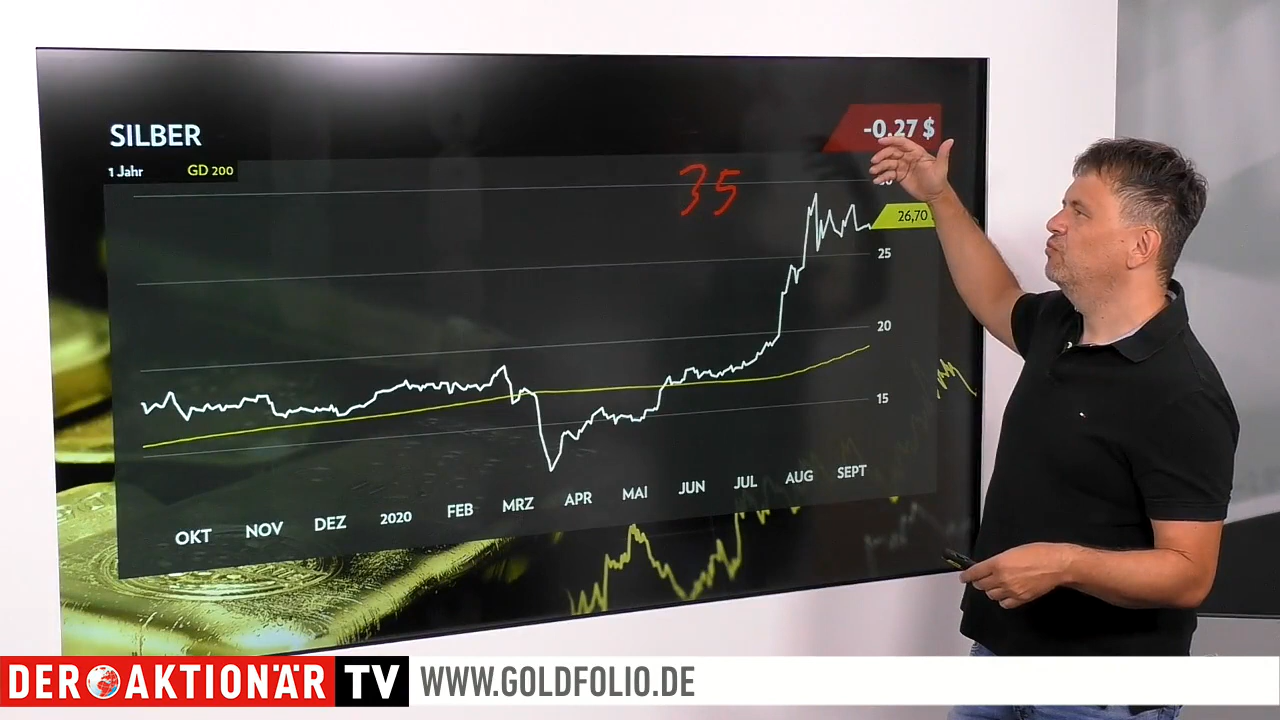 SILBER
-0,27 $
1 Jahr GD 200
35
26,70
25
20
15
OKT NOV DEZ 2020 FEB MRZ APR MAI JUN JUL AUG SEPT
DER AKTIONÄR TV WWW.GOLDFOLIO.DE